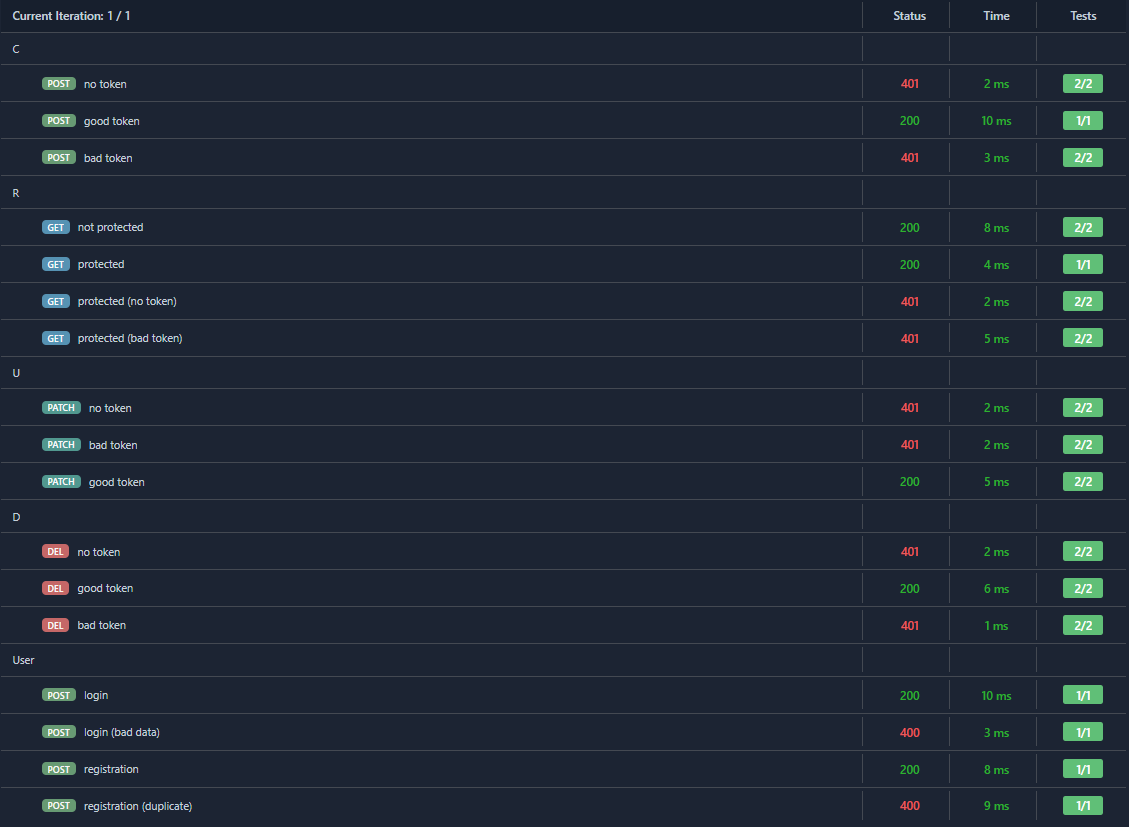 Current Iteration: 1 / 1 Status Time Tests
C
POST no token 401 2 ms 2/2
POST good token 200 10 ms 1/1
POST bad token 401 3 ms 2/2
R
GET not protected 200 8 ms 2/2
GET protected 200 4 ms 1/1
GET protected (no token) 401 2 ms 2/2
GET protected (bad token) 401 5 ms 2/2
U
PATCH no token 401 2 ms 2/2
PATCH bad token 401 2 ms 2/2
PATCH good token 200 5 ms 2/2
D
DEL no token 401 2 ms 2/2
DEL good token 200 6 ms 2/2
DEL bad token 401 1 ms 2/2
User
POST login 200 10 ms 1/1
POST login (bad data) 400 3 ms 1/1
POST registration 200 8 ms 1/1
POST registration (duplicate) 400 9 ms 1/1